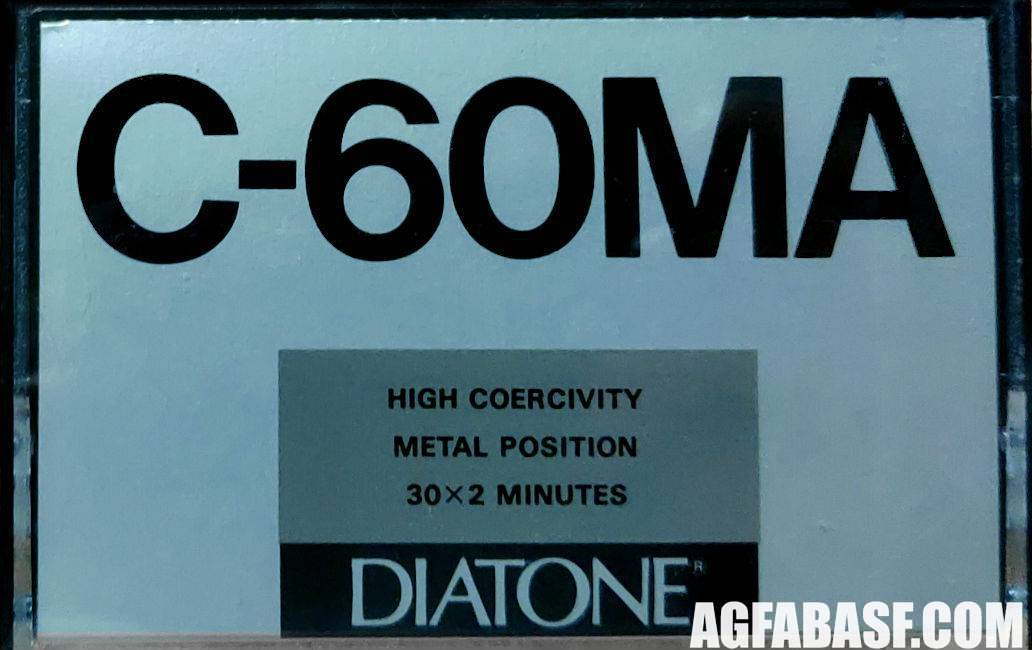 C-60MA
HIGH COERCIVITY
METAL POSITION
30×2 MINUTES
DIATONE®
AGFABASF.COM